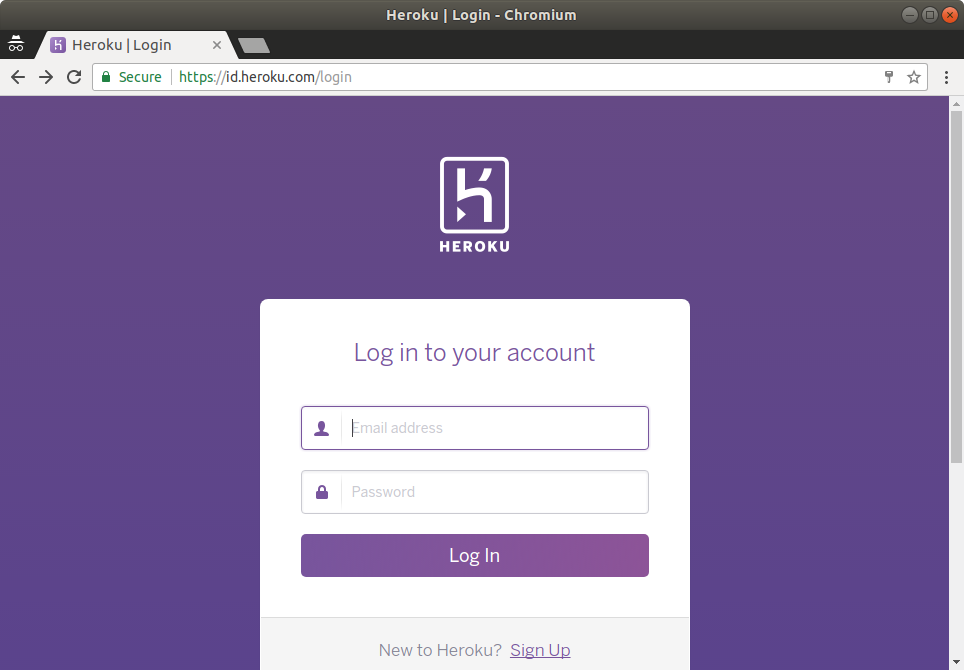 Heroku | Login - Chromium
Heroku | Login
Secure https://id.heroku.com/login
HEROKU
Log in to your account
Email address
Password
Log In
New to Heroku? Sign Up